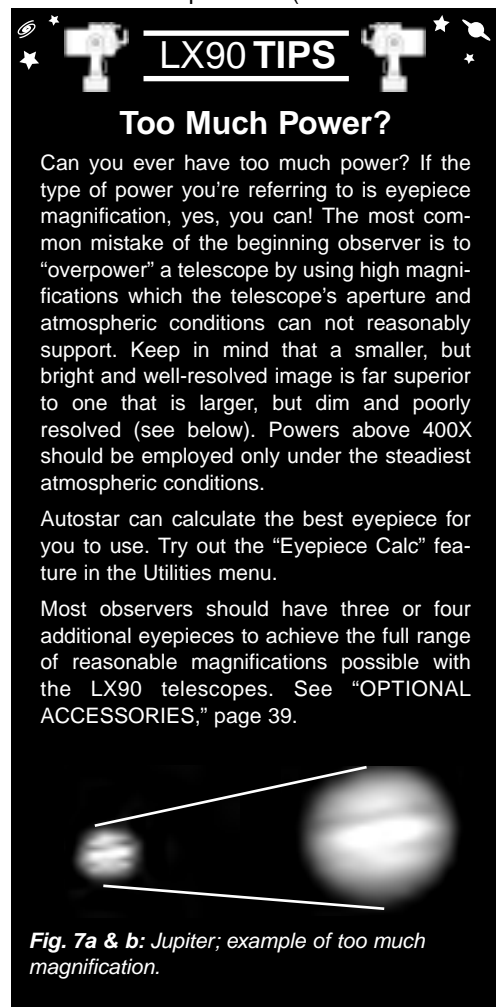 LX90 TIPS
Too Much Power?
Can you ever have too much power? If the
type of power you're referring to is eyepiece
magnification, yes, you can! The most com-
mon mistake of the beginning observer is to
“overpower” a telescope by using high magni-
fications which the telescope's aperture and
atmospheric conditions can not reasonably
support. Keep in mind that a smaller, but
bright and well-resolved image is far superior
to one that is larger, but dim and poorly
resolved (see below). Powers above 400X
should be employed only under the steadiest
atmospheric conditions.
Autostar can calculate the best eyepiece for
you to use. Try out the “Eyepiece Calc” fea-
ture in the Utilities menu.
Most observers should have three or four
additional eyepieces to achieve the full range
of reasonable magnifications possible with
the LX90 telescopes. See “OPTIONAL
ACCESSORIES,” page 39.
Fig. 7a & b: Jupiter; example of too much
magnification.